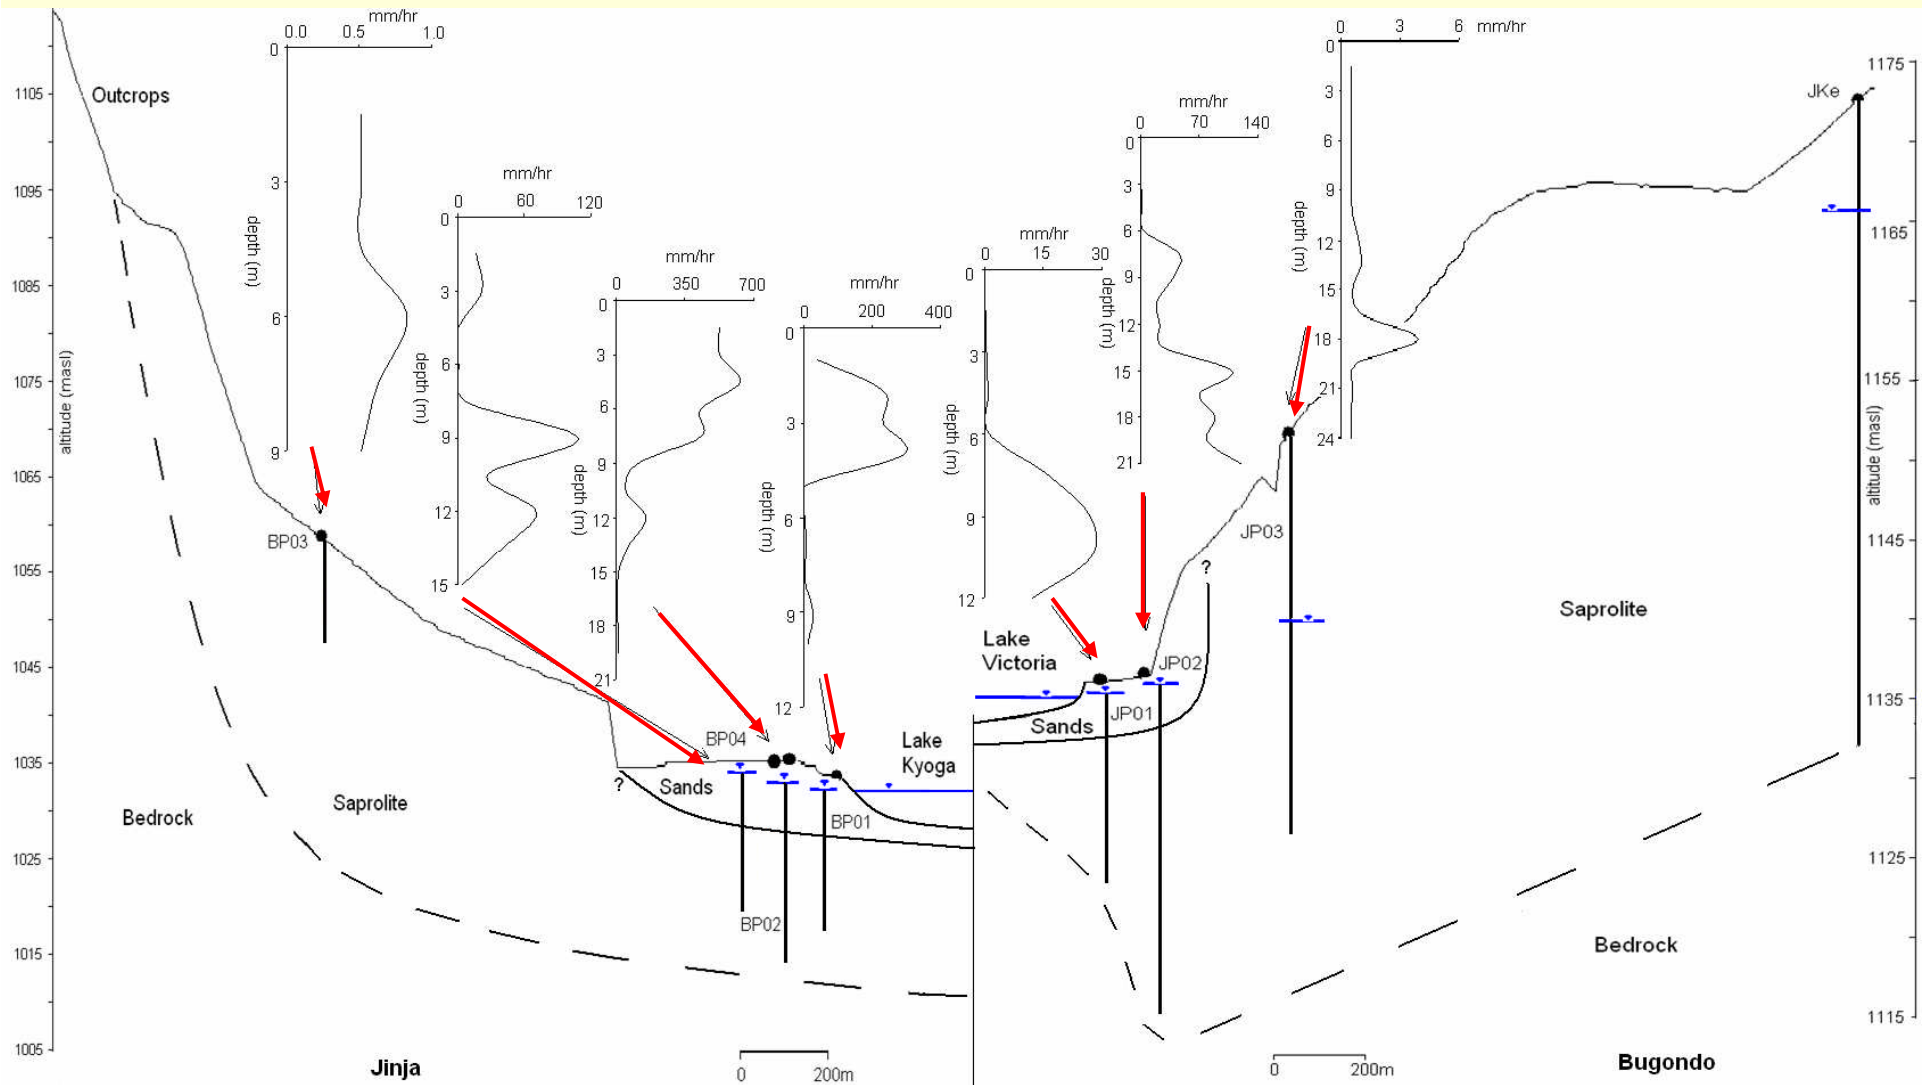 mm/hr
0.0 0.5 1.0
0
3
6
9
depth (m)
Outcrops
1105
1095
1085
1075
1065
1055
1045
1035
1025
1015
1005
altitude (masl)
mm/hr
0 60 120
0
3
6
9
12
15
depth (m)
mm/hr
0 350 700
0
3
6
9
12
15
18
21
depth (m)
mm/hr
0 200 400
0
3
6
9
12
depth (m)
BP03
BP04
Lake
Kyoga
?
Sands
BP01
BP02
Saprolite
Bedrock
Jinja
0 200m
mm/hr
0 15 30
0
3
6
9
12
depth (m)
mm/hr
0 70 140
0
3
6
9
12
15
18
21
depth (m)
0 3 6 mm/hr
0
3
6
9
12
15
18
21
24
depth (m)
JKe
1175
1165
1155
1145
1135
1125
1115
altitude (masl)
JP03
?
Lake
Victoria
JP02
JP01
Sands
Saprolite
Bedrock
0 200m
Bugondo